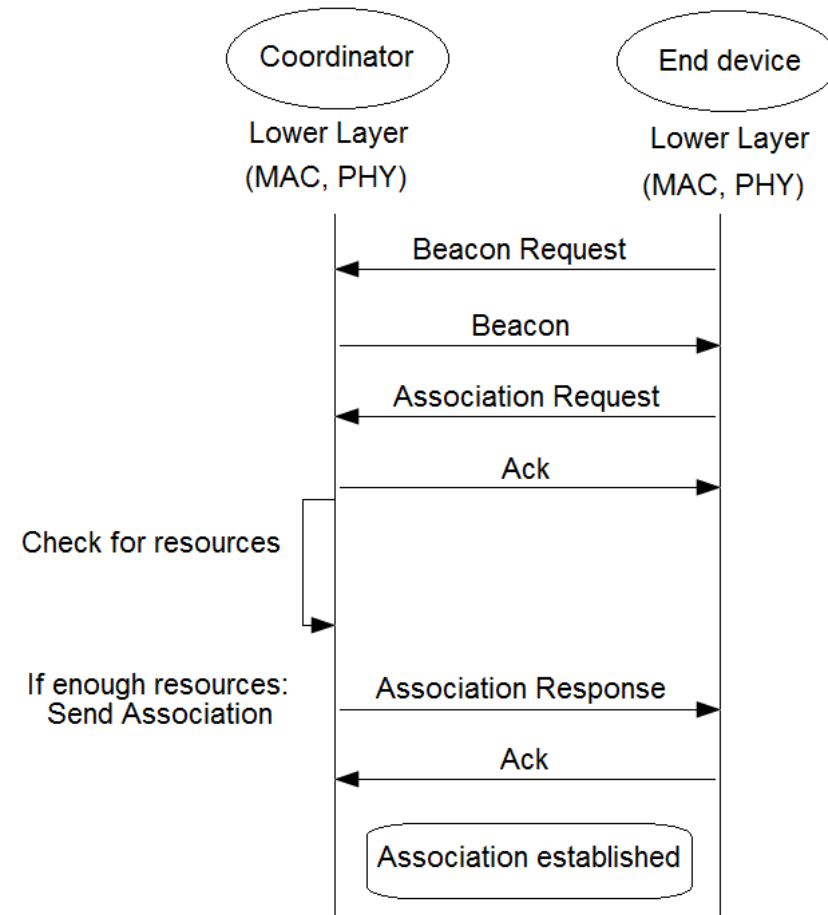 Coordinator
End device
Lower Layer
(MAC, PHY)
Lower Layer
(MAC, PHY)
Beacon Request
Beacon
Association Request
Ack
Check for resources
If enough resources:
Send Association
Association Response
Ack
Association established